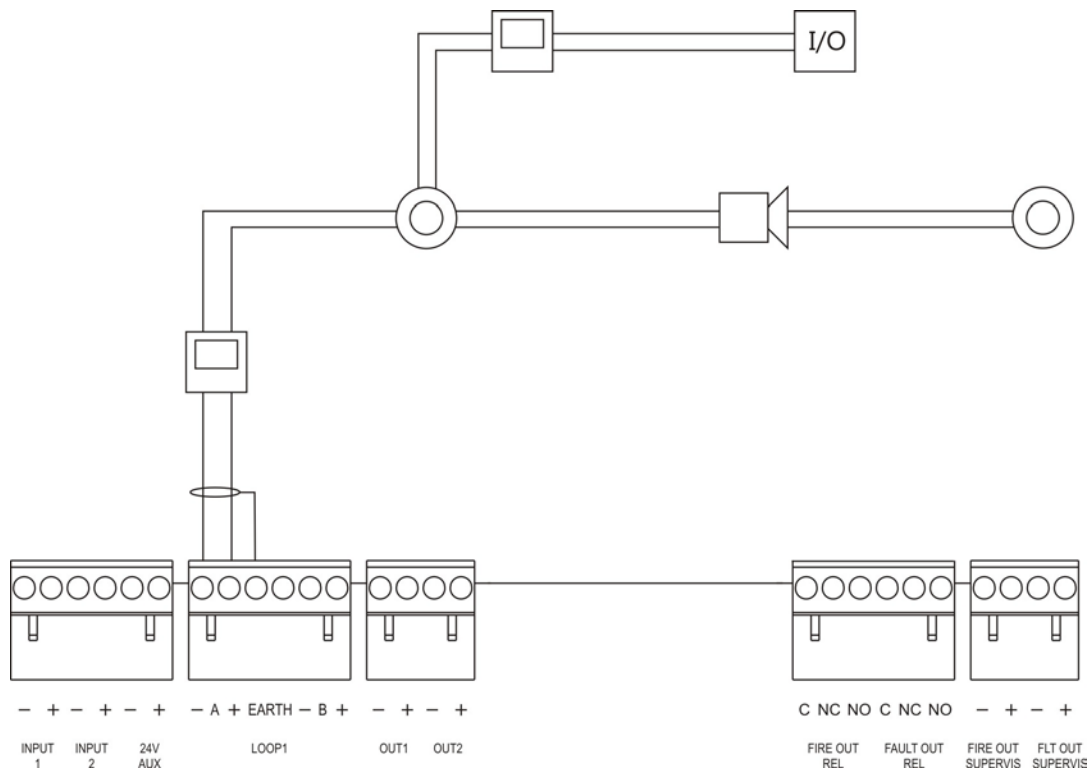 I/O
− + − + − + − A + EARTH − B + − + − + C NC NO C NC NO − + − +
INPUT INPUT 24V LOOP1 OUT1 OUT2 FIRE OUT FAULT OUT FIRE OUT FLT OUT
1 2 AUX REL REL SUPERVIS SUPERVIS